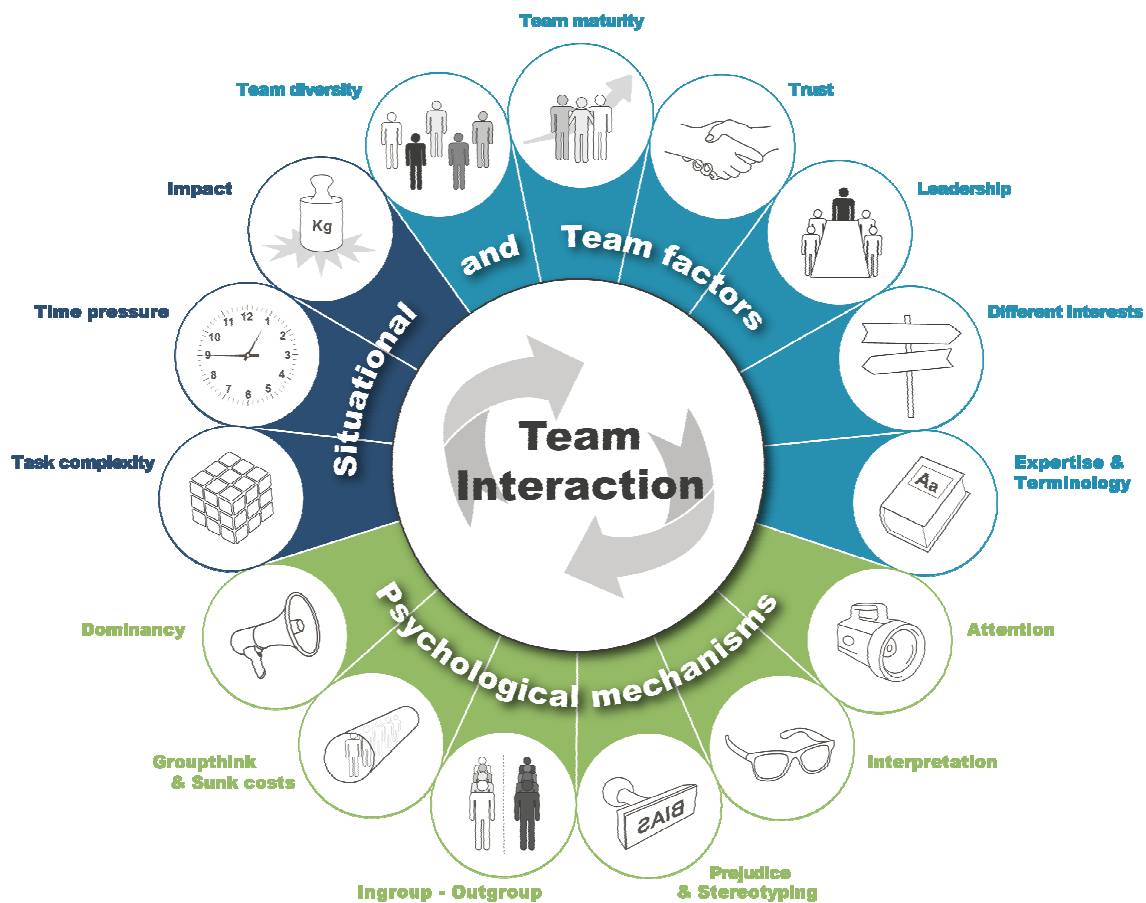 Team maturity
Team diversity
Trust
Impact
Leadership
Kg
Time pressure
12
1
2
3
4
5
6
7
8
9
10
11
Different Interests
Situational and Team factors
Task complexity
Team
Interaction
Expertise &
Terminology
Aa
Psychological mechanisms
Dominancy
Attention
Groupthink
& Sunk costs
Interpretation
BIAS
Ingroup - Outgroup
Prejudice
& Stereotyping